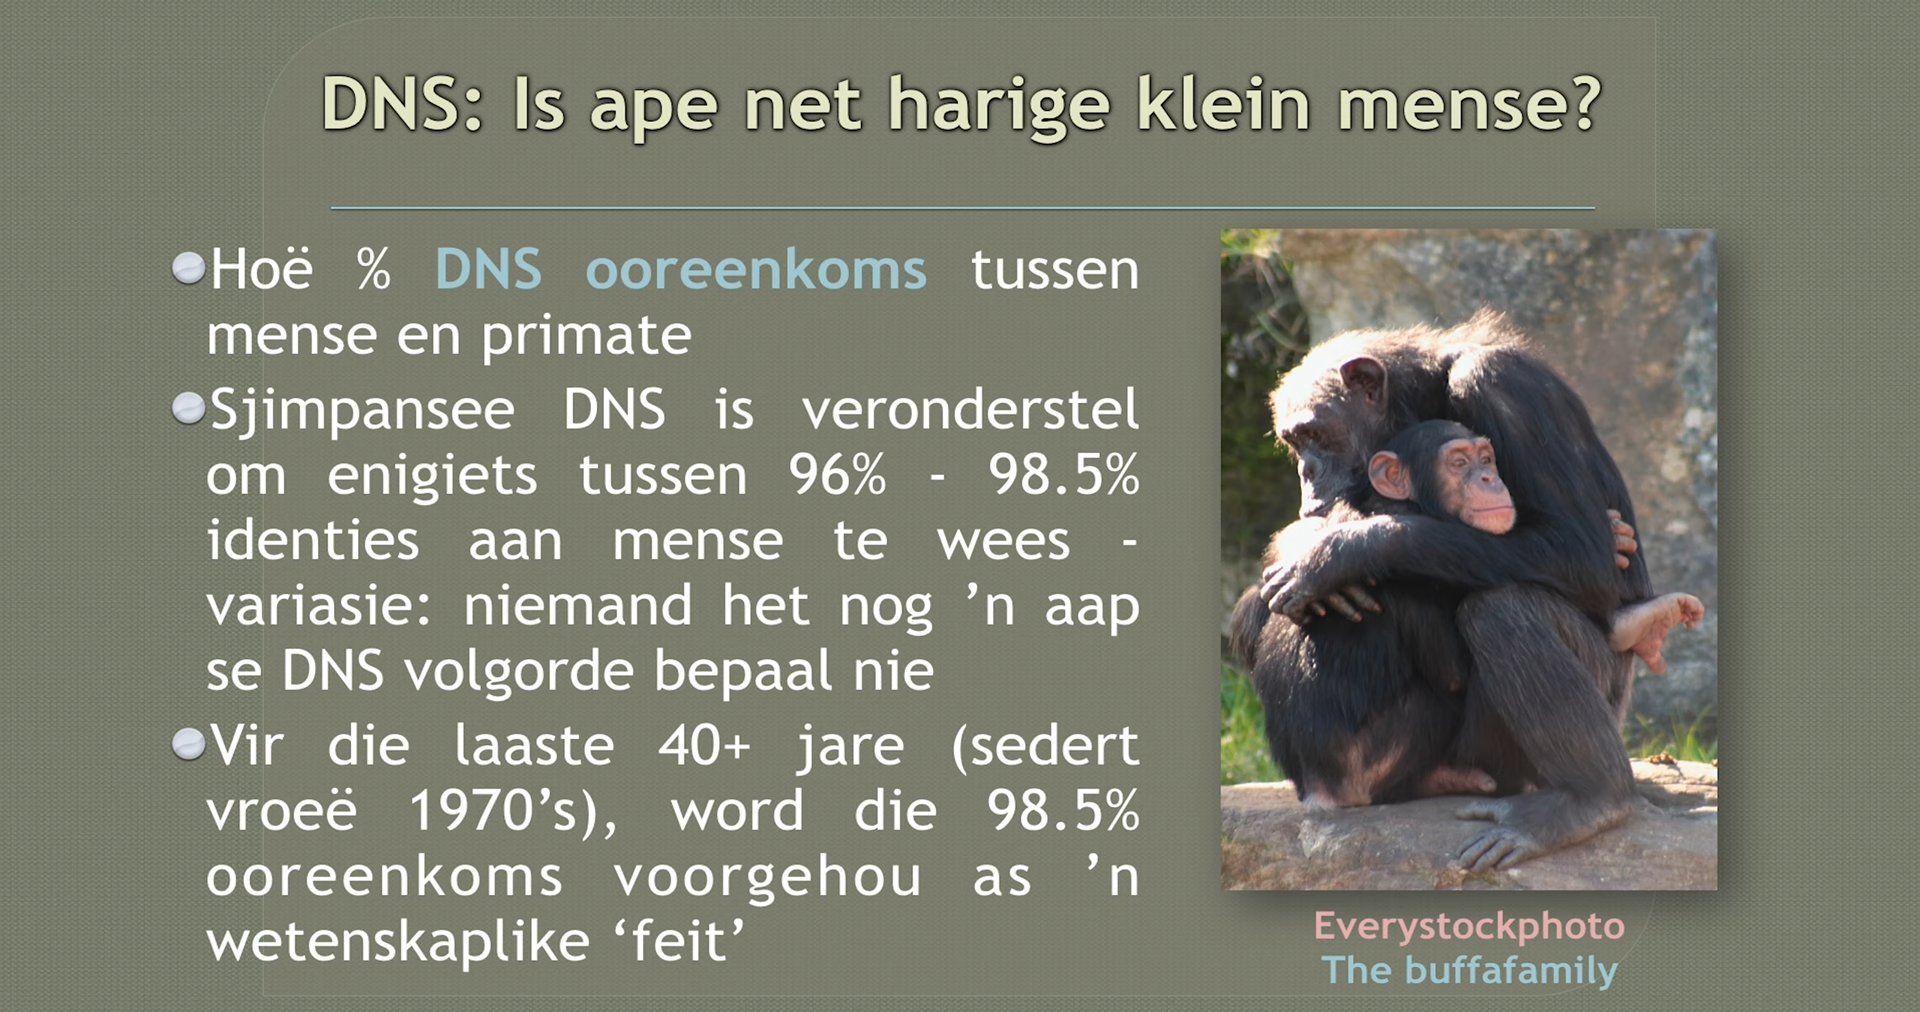 DNS: Is ape net harige klein mense?
Hoë % DNS ooreenkoms tussen
mense en primate
Sjimpansee DNS is veronderstel
om enigiets tussen 96% - 98.5%
identies aan mense te wees -
variasie: niemand het nog ’n aap
se DNS volgorde bepaal nie
Vir die laaste 40+ jare (sedert
vroeë 1970’s), word die 98.5%
ooreenkoms voorgehou as ’n
wetenskaplike ‘feit’
Everystockphoto
The buffafamily